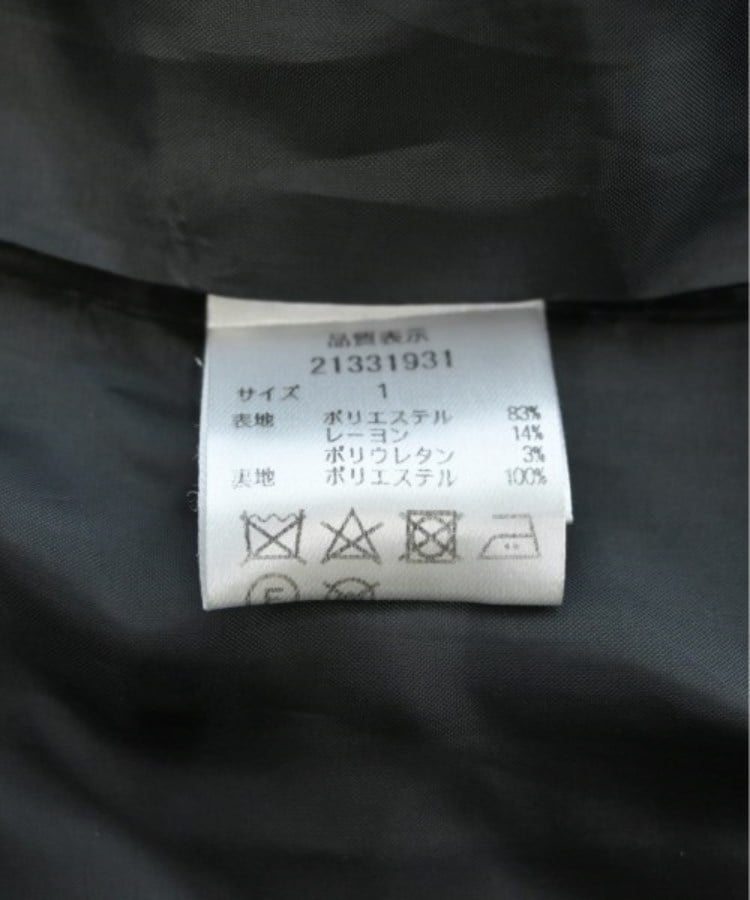 品質表示
21331931
サイズ 1
表地 ポリエステル 83%
レーヨン 14%
ポリウレタン 3%
裏地 ポリエステル 100%